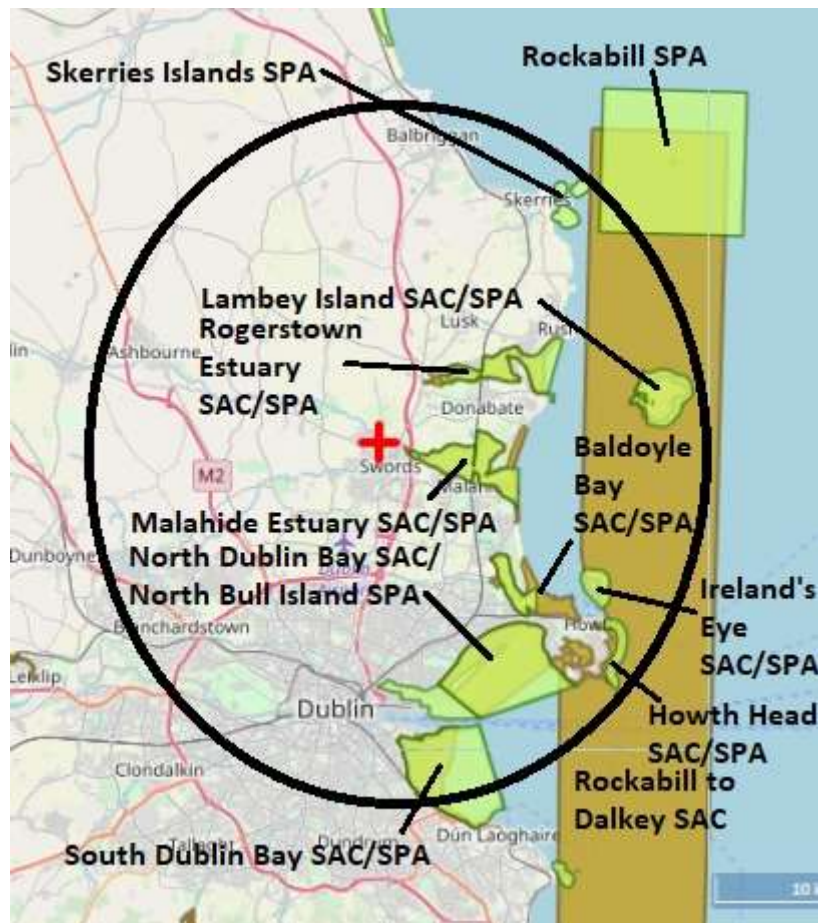 Skerries Islands SPA
Rockabill SPA
Balbriggan
Skerries
Lambey Island SAC/SPA
Rogerstown
Estuary
SAC/SPA
Lusk
Rush
Ashbourne
Donabate
Baldoyle
Bay
SAC/SPA
Swords
M2
Malahide Estuary SAC/SPA
North Dublin Bay SAC/
North Bull Island SPA
Dunboyne
Blanchardstown
Ireland's
Eye
SAC/SPA
Leixlip
Dublin
Howth Head
SAC/SPA
Clondalkin
Rockabill to
Dalkey SAC
Tallaght
Dundrum
Dún Laoghaire
South Dublin Bay SAC/SPA
10